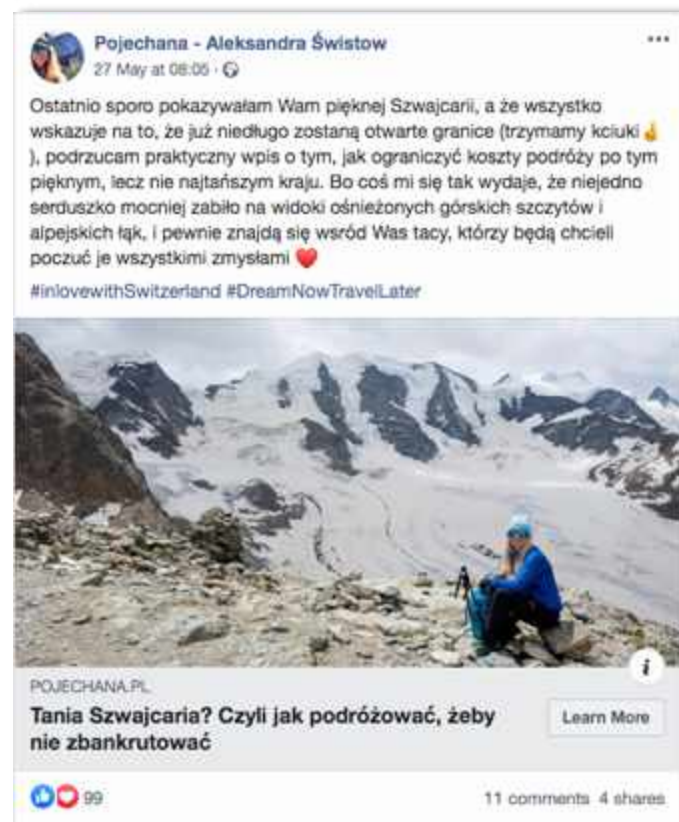 Pojechana - Aleksandra Świstow
27 May at 08:05 ·
Ostatnio sporo pokazywałam Wam pięknej Szwajcarii, a że wszystko
wskazuje na to, że już niedługo zostaną otwarte granice (trzymamy kciuki🤞
), podrzucam praktyczny wpis o tym, jak ograniczyć koszty podróży po tym
pięknym, lecz nie najtańszym kraju. Bo coś mi się tak wydaje, że niejedno
serduszko mocniej zabiło na widoki ośnieżonych górskich szczytów i
alpejskich łąk, i pewnie znajdą się wsród Was tacy, którzy będą chcieli
poczuć je wszystkimi zmysłami ❤️
#inlovewithSwitzerland #DreamNowTravelLater
POJECHANA.PL
Tania Szwajcaria? Czyli jak podróżować, żeby
nie zbankrutować
Learn More
99
11 comments 4 shares